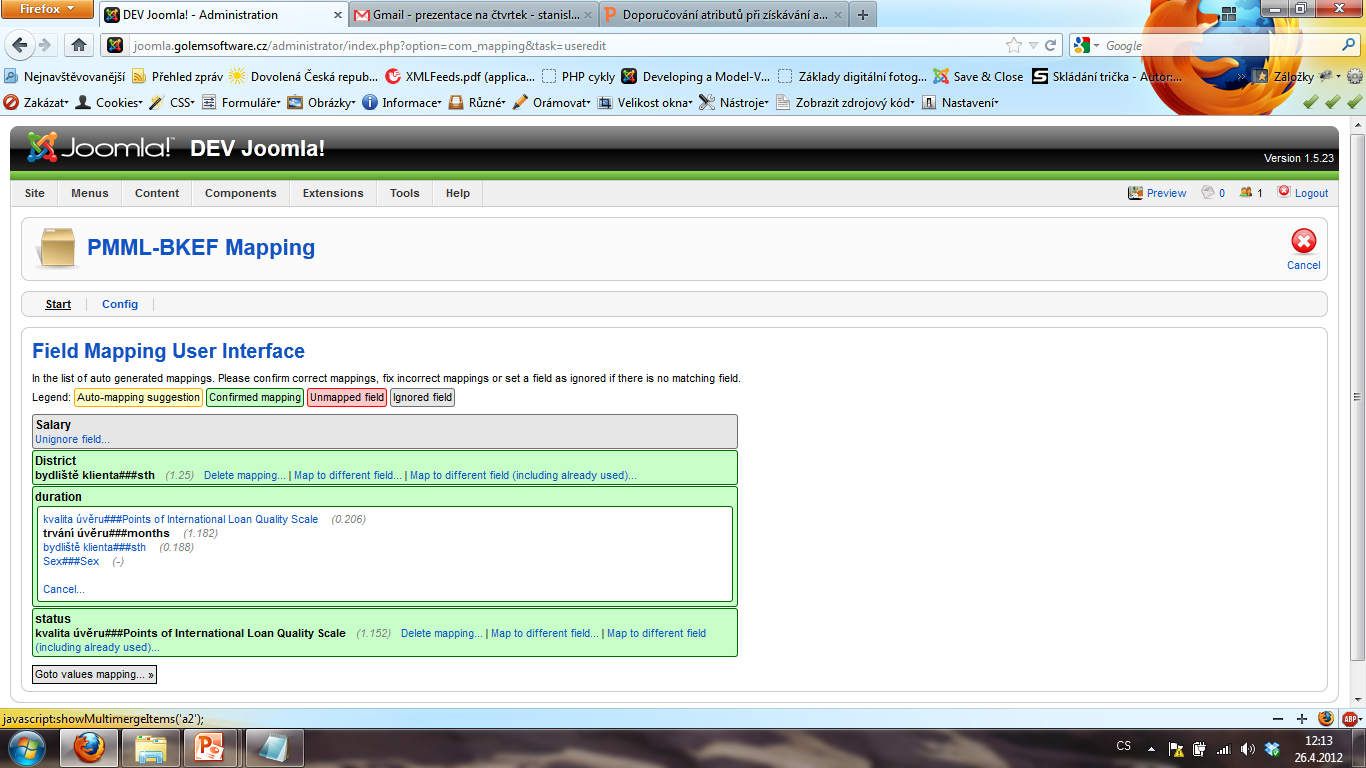 Firefox
DEV Joomla! - Administration
Gmail - prezentace na čtvrtek - stanisl...
Doporučování atributů při získávání a...
joomla.golemsoftware.cz/administrator/index.php?option=com_mapping&task=useredit
Google
Nejnavštěvovanější Přehled zpráv Dovolená Česká repub... XMLFeeds.pdf (applica... PHP cykly Developing a Model-V... Základy digitální fotog... Save & Close Skládání trička - Autor:... » Záložky
Zakázat Cookies CSS Formuláře Obrázky Informace Různé Orámovat Velikost okna Nástroje Zobrazit zdrojový kód Nastavení
Joomla!™ DEV Joomla!
Version 1.5.23
Site Menus Content Components Extensions Tools Help Preview 0 1 Logout
PMML-BKEF Mapping
Cancel
Start Config
Field Mapping User Interface
In the list of auto generated mappings. Please confirm correct mappings, fix incorrect mappings or set a field as ignored if there is no matching field.
Legend: Auto-mapping suggestion Confirmed mapping Unmapped field Ignored field
Salary
Unignore field...
District
bydliště klienta###sth (1.25) Delete mapping... | Map to different field... | Map to different field (including already used)...
duration
kvalita úvěru###Points of International Loan Quality Scale (0.206)
trvání úvěru###months (1.182)
bydliště klienta###sth (0.188)
Sex###Sex (-)
Cancel...
status
kvalita úvěru###Points of International Loan Quality Scale (1.152) Delete mapping... | Map to different field... | Map to different field
(including already used)...
Goto values mapping... »
javascript:showMultimergeItems('a2');
ABP
CS
12:13
26.4.2012